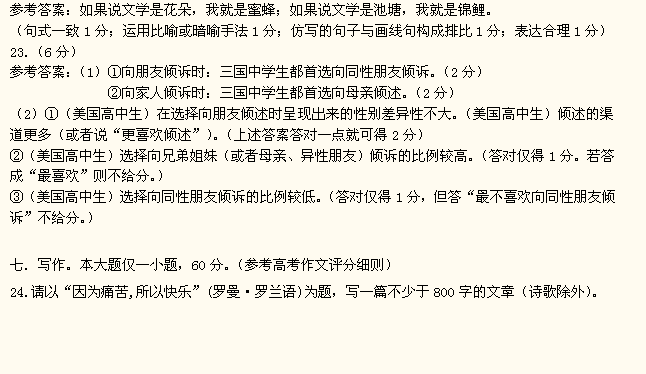 参考答案：如果说文学是花朵，我就是蜜蜂；如果说文学是池塘，我就是锦鲤。
（句式一致 1 分；运用比喻或暗喻手法 1 分；仿写的句子与画线句构成排比 1 分；表达合理 1 分）
23.（6 分）
参考答案：（1）①向朋友倾诉时：三国中学生都首选向同性朋友倾诉。（2 分）
②向家人倾诉时：三国中学生都首选向母亲倾述。（2 分）
（2）①（美国高中生）在选择向朋友倾述时呈现出来的性别差异性不大。（美国高中生）倾述的渠
道更多（或者说“更喜欢倾述”）。（上述答案答对一点就可得 2 分）
②（美国高中生）选择向兄弟姐妹（或者母亲、异性朋友）倾诉的比例较高。（答对仅得 1 分。若答
成“最喜欢”则不给分。）
③（美国高中生）选择向同性朋友倾诉的比例较低。（答对仅得 1 分，但答“最不喜欢向同性朋友倾
诉”不给分。）
七．写作。本大题仅一小题，60 分。（参考高考作文评分细则）
24.请以“因为痛苦,所以快乐”(罗曼·罗兰语)为题，写一篇不少于 800 字的文章（诗歌除外）。